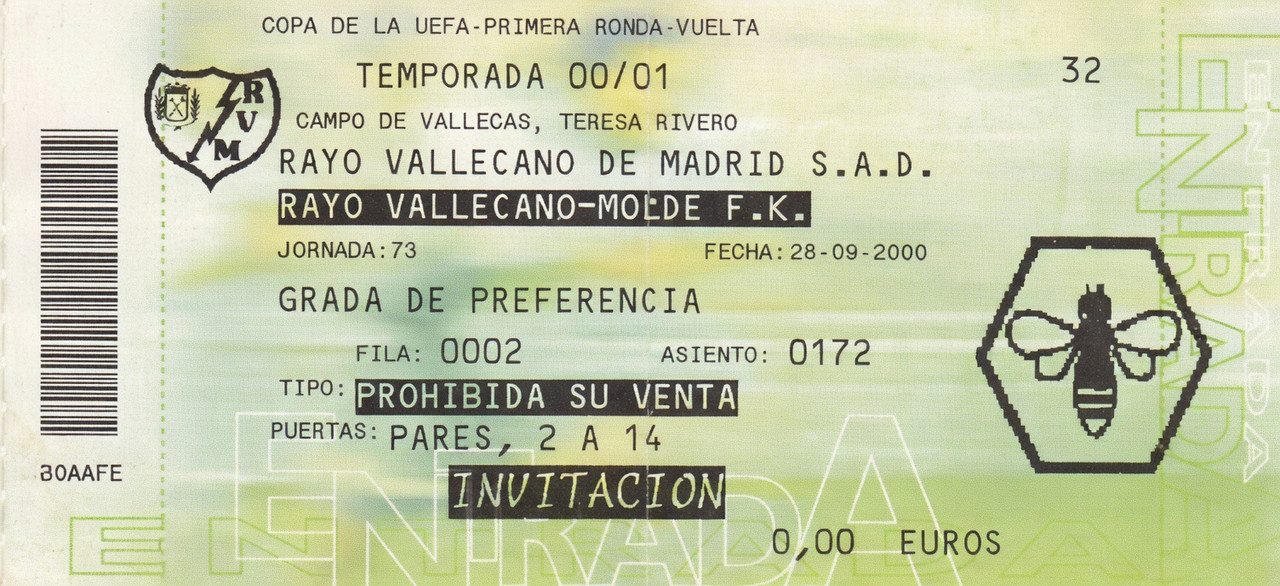 COPA DE LA UEFA-PRIMERA RONDA-VUELTA
TEMPORADA 00/01
32
CAMPO DE VALLECAS, TERESA RIVERO
RVM
RAYO VALLECANO DE MADRID S.A.D.
RAYO VALLECANO-MOLDE F.K.
JORNADA:73 FECHA:28-09-2000
GRADA DE PREFERENCIA
FILA: 0002 ASIENTO: 0172
TIPO: PROHIBIDA SU VENTA
PUERTAS: PARES, 2 A 14
INVITACION
0,00 EUROS
B0AAFE
ENTRADA
ENTRADA
ENTRADA
ENTRADA